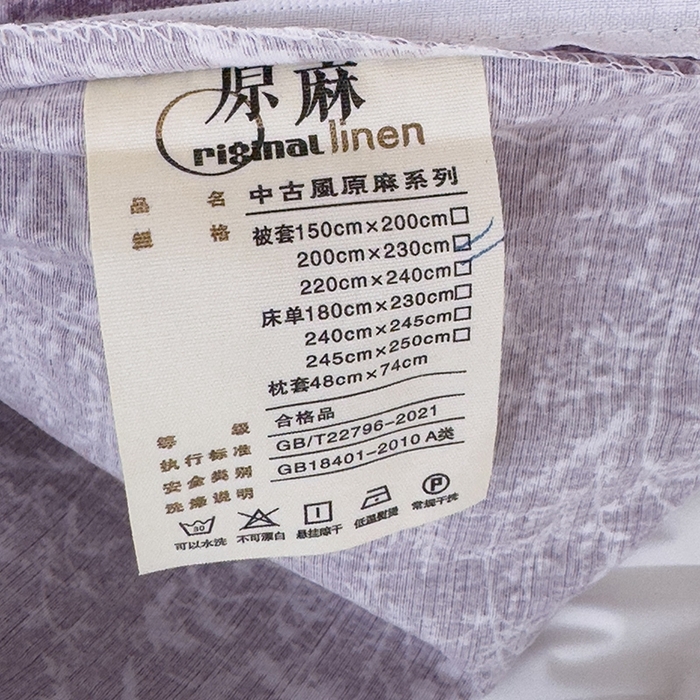 原麻
Original linen
品 名 中古風原麻系列
規 格 被套150cm×200cm□
200cm×230cm□
220cm×240cm□
床单180cm×230cm□
240cm×245cm□
245cm×250cm□
枕套48cm×74cm
等 级 合格品
执行标准 GB/T22796-2021
安全类别 GB18401-2010 A类
洗涤说明
30
P
可以水洗 不可漂白 悬挂晾干 低温熨烫 常规干洗